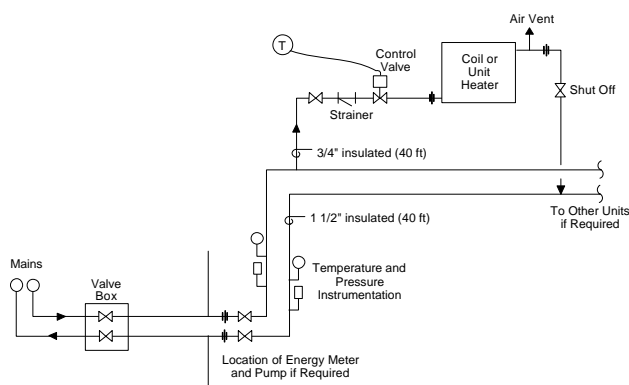 Air Vent
T
Control
Valve
Coil or
Unit
Heater
Shut Off
Strainer
3/4" insulated (40 ft)
1 1/2" insulated (40 ft)
To Other Units
if Required
Mains
Valve
Box
Temperature and
Pressure
Instrumentation
Location of Energy Meter
and Pump if Required